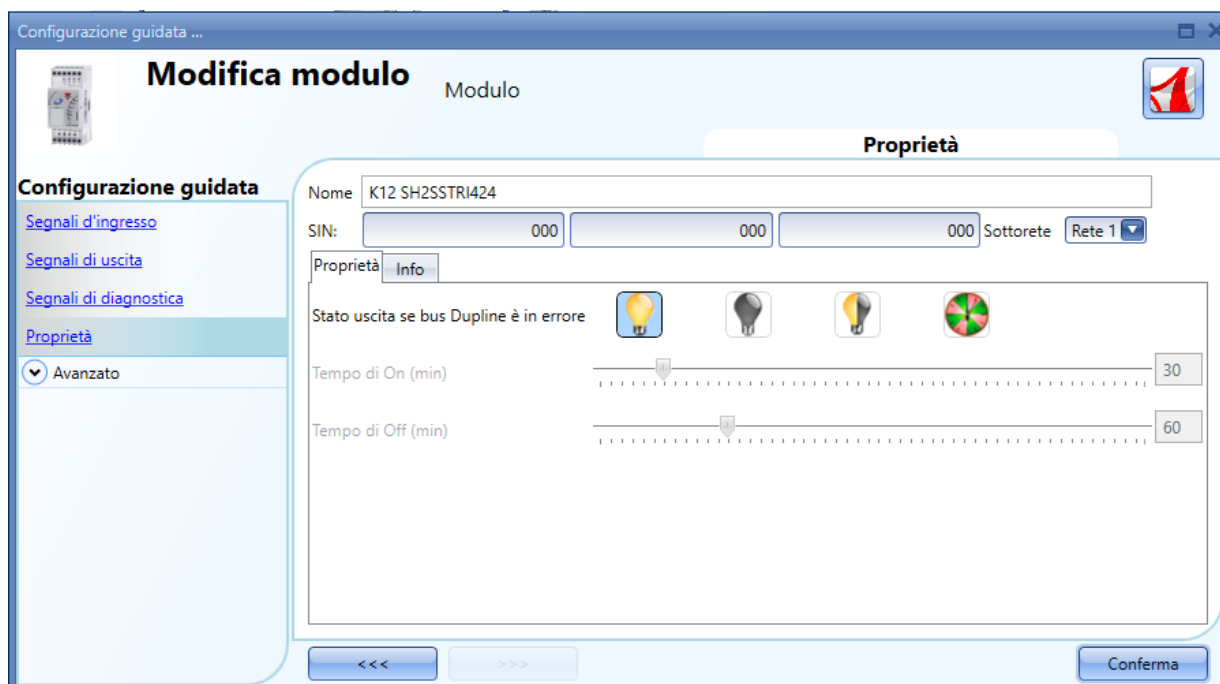 Configurazione guidata ...
Modifica modulo
Modulo
Proprietà
Configurazione guidata
Segnali d'ingresso
Segnali di uscita
Segnali di diagnostica
Proprietà
Avanzato
Nome K12 SH2SSTRI424
SIN: 000 000 000 Sottorete Rete 1
Proprietà Info
Stato uscita se bus Dupline è in errore
Tempo di On (min) 30
Tempo di Off (min) 60
<<< >>> Conferma